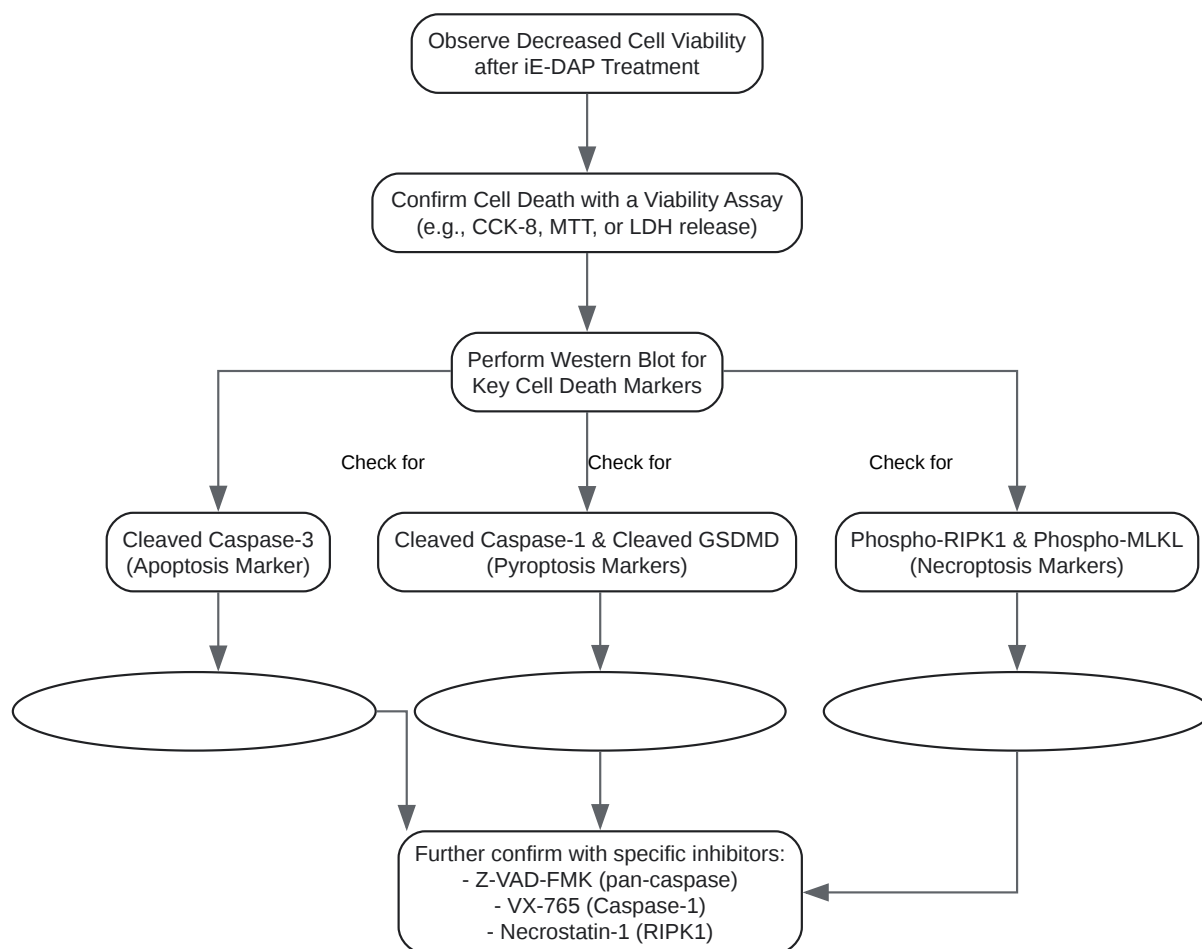 Observe Decreased Cell Viability
after iE-DAP Treatment
Confirm Cell Death with a Viability Assay
(e.g., CCK-8, MTT, or LDH release)
Perform Western Blot for
Key Cell Death Markers
Check for
Check for
Check for
Cleaved Caspase-3
(Apoptosis Marker)
Cleaved Caspase-1 & Cleaved GSDMD
(Pyroptosis Markers)
Phospho-RIPK1 & Phospho-MLKL
(Necroptosis Markers)
Further confirm with specific inhibitors:
- Z-VAD-FMK (pan-caspase)
- VX-765 (Caspase-1)
- Necrostatin-1 (RIPK1)